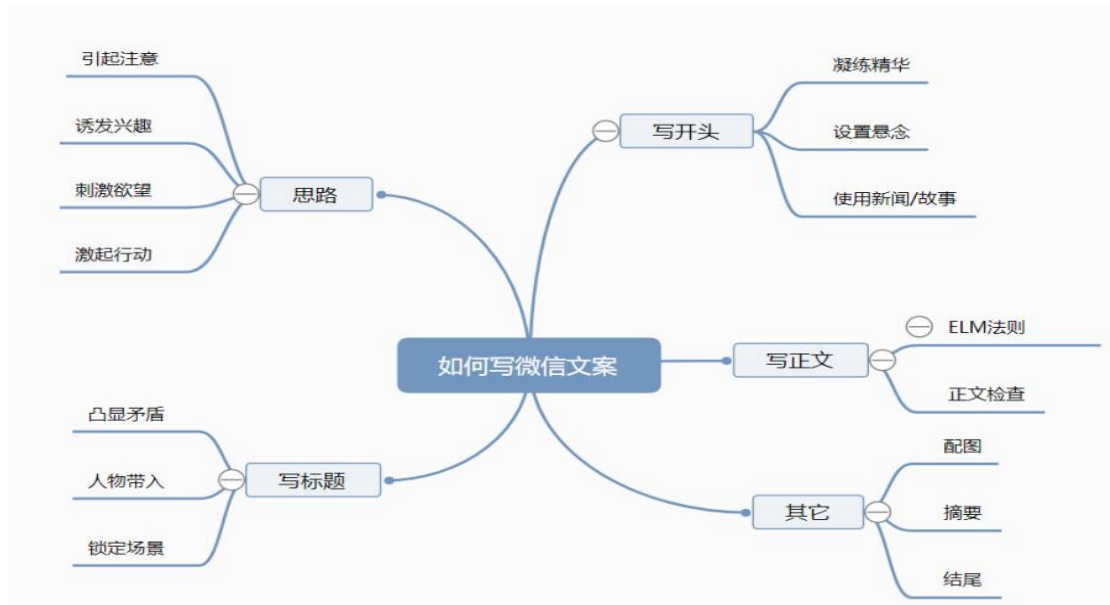 如何写微信文案
思路
引起注意
诱发兴趣
刺激欲望
激起行动
写标题
凸显矛盾
人物带入
锁定场景
写开头
凝练精华
设置悬念
使用新闻/故事
写正文
ELM法则
正文检查
其它
配图
摘要
结尾